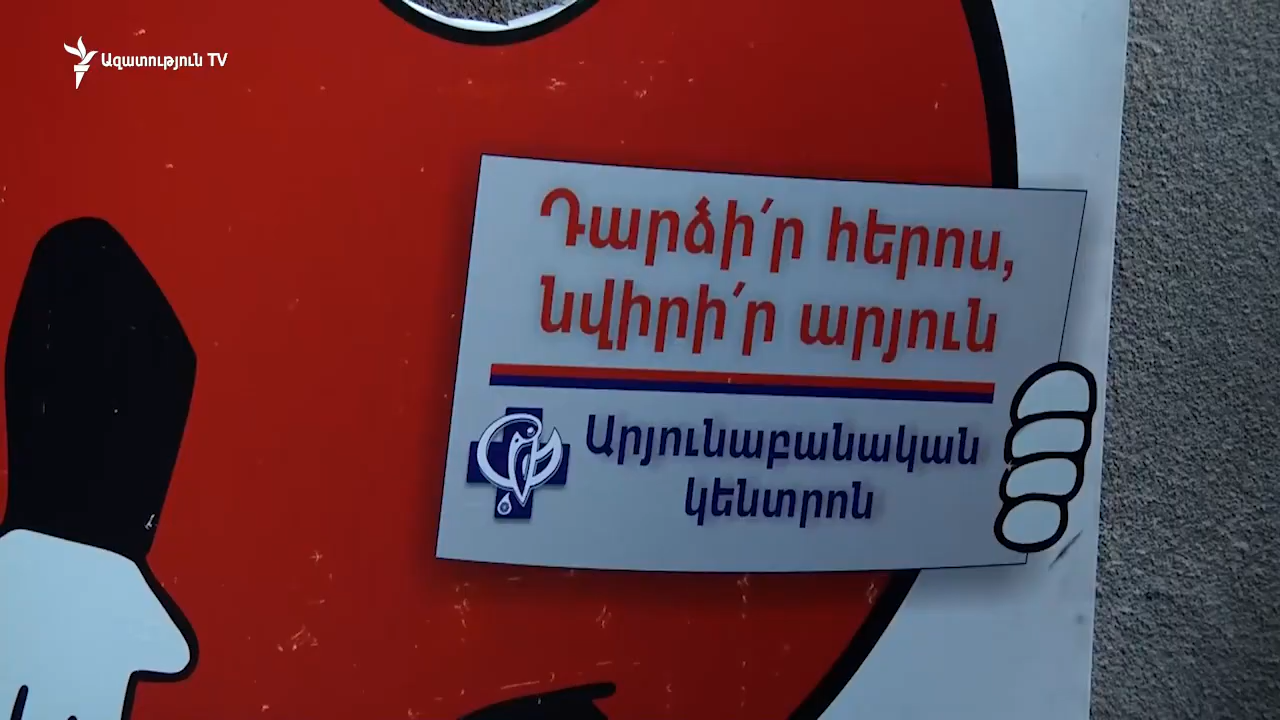 Ազատություն TV
Դարձի՛ր հերոս,
նվիրի՛ր արյուն
Արյունաբանական
կենտրոն